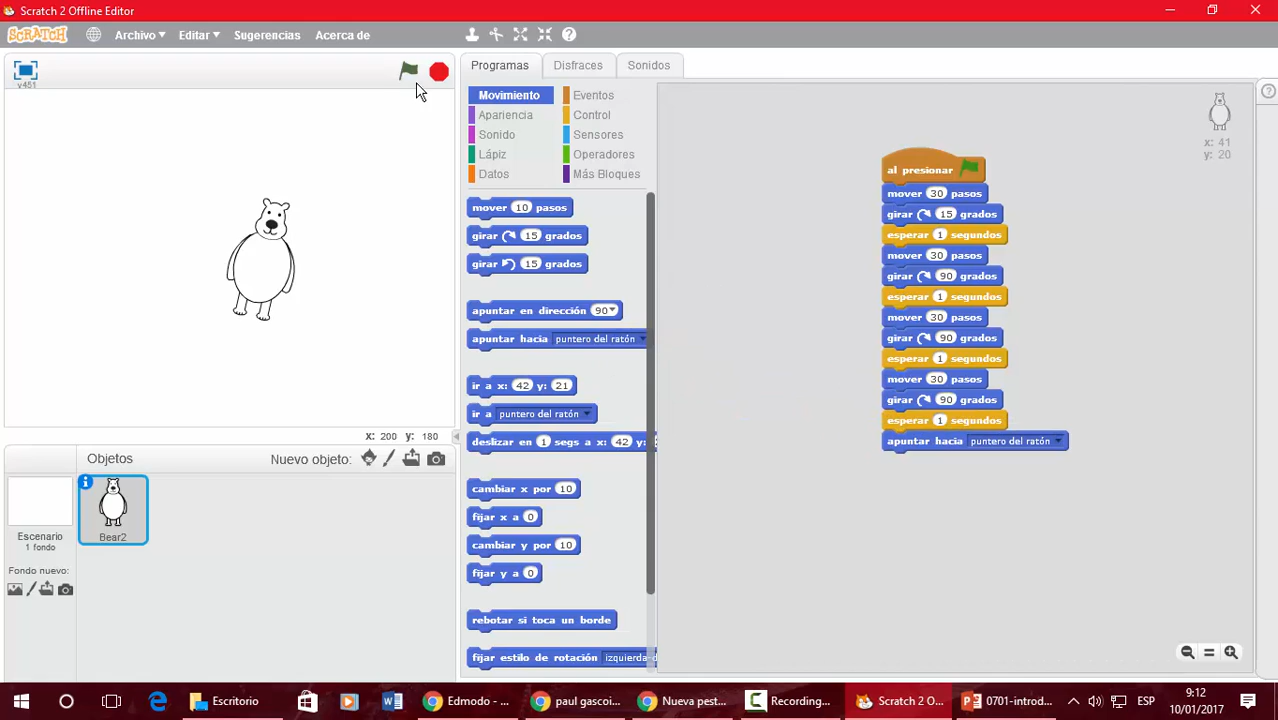 Scratch 2 Offline Editor
SCRATCH Archivo Editar Sugerencias Acerca de
v451
Programas Disfraces Sonidos
Movimiento
Apariencia
Sonido
Lápiz
Datos
Eventos
Control
Sensores
Operadores
Más Bloques
mover 10 pasos
girar 15 grados
girar 15 grados
apuntar en dirección 90
apuntar hacia puntero del ratón
ir a x: 42 y: 21
ir a puntero del ratón
deslizar en 1 segs a x: 42 y:
cambiar x por 10
fijar x a 0
cambiar y por 10
fijar y a 0
rebotar si toca un borde
fijar estilo de rotación izquierda-d
x: 41
y: 20
al presionar
mover 30 pasos
girar 15 grados
esperar 1 segundos
mover 30 pasos
girar 90 grados
esperar 1 segundos
mover 30 pasos
girar 90 grados
esperar 1 segundos
mover 30 pasos
girar 90 grados
esperar 1 segundos
apuntar hacia puntero del ratón
x: 200 y: 180
Objetos Nuevo objeto:
Escenario
1 fondo
Fondo nuevo:
Bear2
Escritorio
Edmodo - ...
paul gascoi...
Nueva pest...
Recording...
Scratch 2 O...
0701-introd...
ESP
9:12
10/01/2017